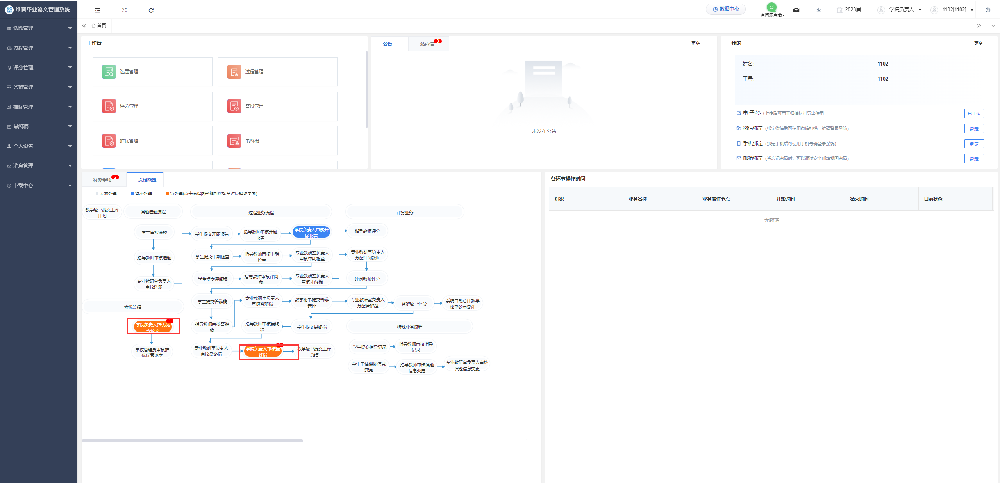 VG
MS
维普毕业论文管理系统
数据中心
有问题点我~
2023届
学院负责人
1102[1102]
选题管理
过程管理
评分管理
答辩管理
推优管理
最终稿
个人设置
消息管理
下载中心
首页
工作台
选题管理
过程管理
评分管理
答辩管理
推优管理
最终稿
公告
站内信
3
更多
未发布公告
我的
更多
姓名：
1102
工号：
1102
电 子 签 (上传后可用于归档材料导出使用)
已上传
微信绑定 (绑定微信后可使用微信扫描二维码登录系统)
绑定
手机绑定 (绑定手机后可使用手机号码登录系统)
绑定
邮箱绑定 (当忘记密码时，可以通过安全邮箱找回密码)
绑定
待办事项
2
流程概览
无需处理
暂不处理
待处理(点击流程图形框可跳转至对应模块页面)
教学秘书提交工作
计划
课题选题流程
过程业务流程
评分业务
学生申报选题
指导教师审核选题
专业教研室负责人
审核选题
学生提交开题报告
指导教师审核开题
报告
学院负责人审核开
题报告
指导教师评分
学生提交中期检查
指导教师审核中期
检查
专业教研室负责人
审核中期检查
专业教研室负责人
分配评阅教师
学生提交评阅稿
指导教师审核评阅
稿
专业教研室负责人
审核评阅稿
评阅教师评分
学生提交答辩稿
专业教研室负责人
审核答辩稿
教学秘书提交答辩
安排
专业教研室负责人
分配答辩组
答辩秘书评分
系统自动总评教学
秘书公布总评
推优流程
学院负责人推优优
秀论文
1
学校管理员审核推
优优秀论文
指导教师审核答辩
稿
指导教师审核最终
稿
学生提交最终稿
特殊业务流程
专业教研室负责人
审核最终稿
学院负责人审核最
终稿
1
教学秘书提交工作
总结
学生提交指导记录
指导教师审核指导
记录
学生申请课题信息
变更
指导教师审核课题
信息变更
专业教研室负责人审核
课题信息变更
各环节操作时间
组织
业务名称
业务操作节点
开始时间
结束时间
目前状态
无数据